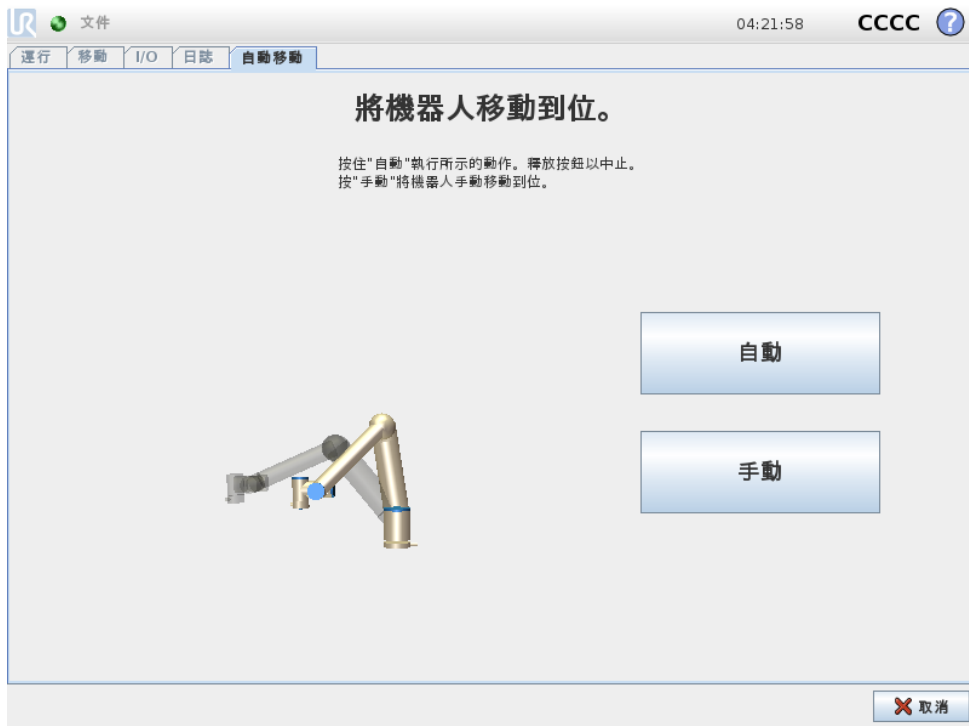 UR 文件 04:21:58 CCCC ?
運行 移動 I/O 日誌 自動移動
將機器人移動到位。
按住"自動"執行所示的動作。釋放按鈕以中止。
按"手動"將機器人手動移動到位。
自動
手動
取消